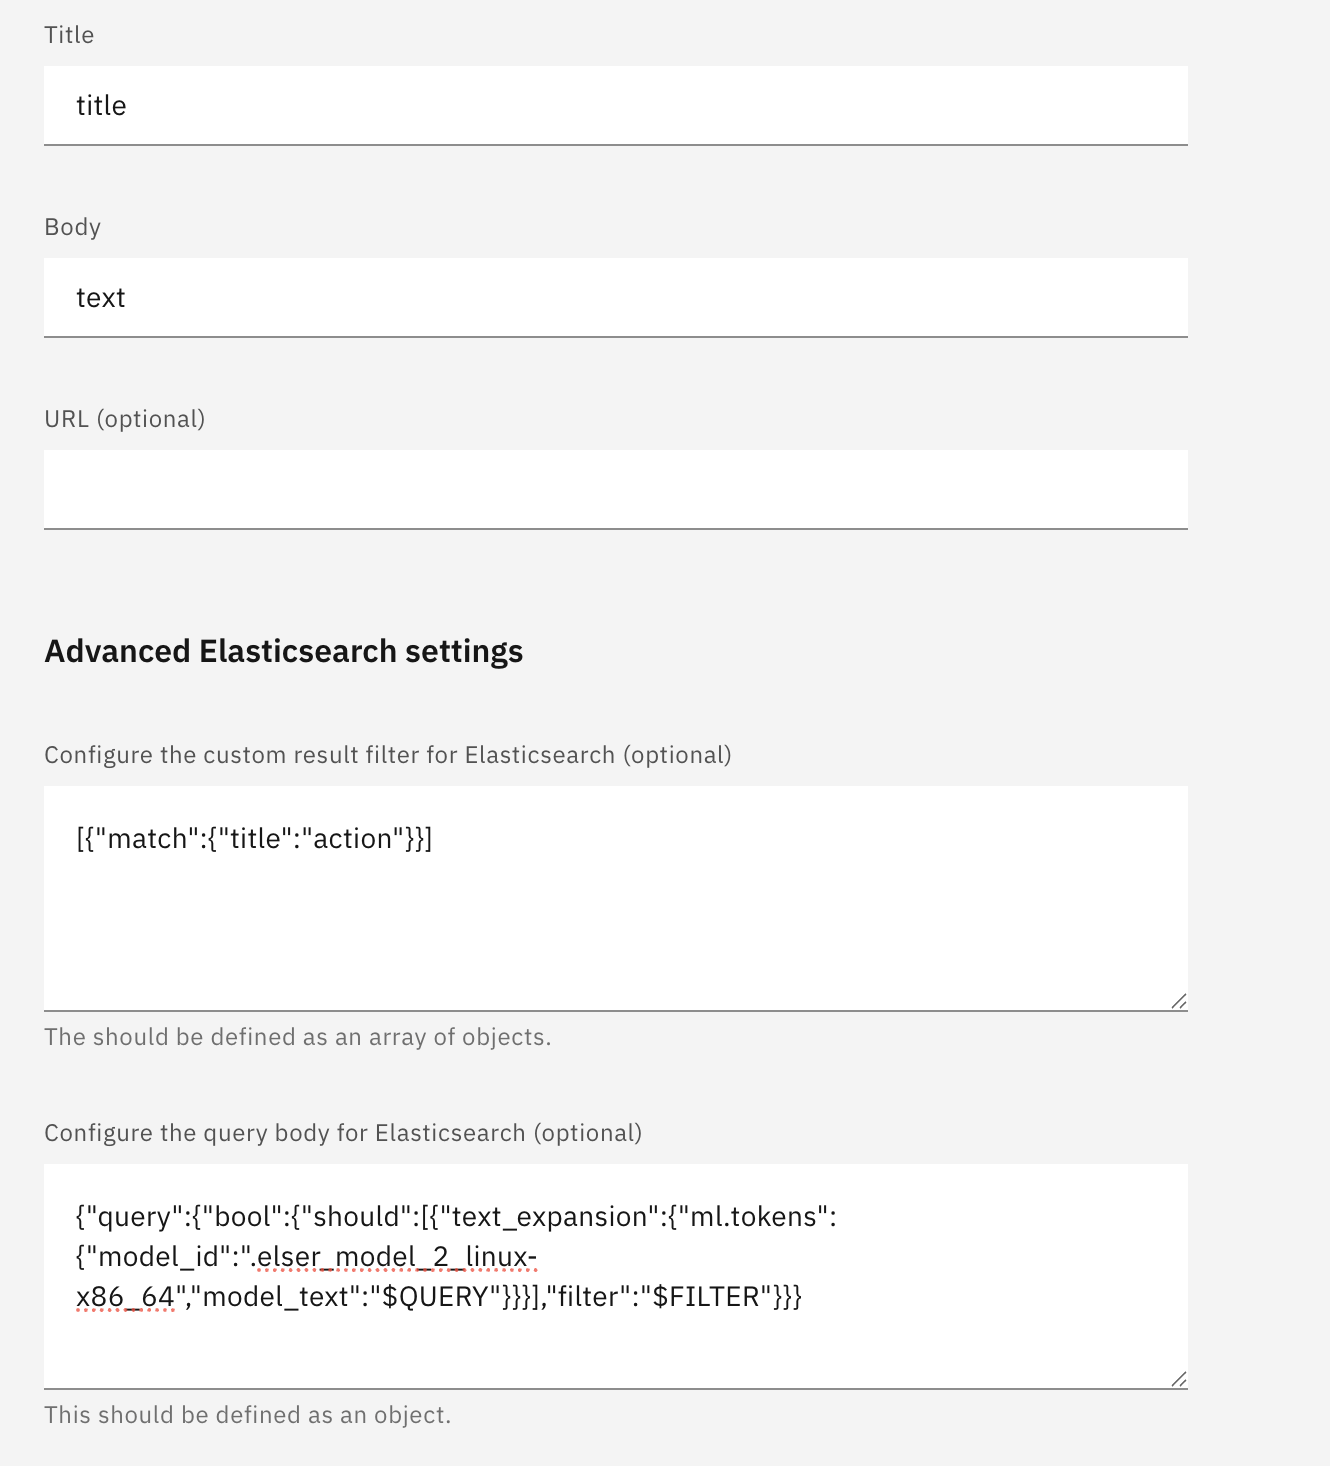 Title
title
Body
text
URL (optional)
Advanced Elasticsearch settings
Configure the custom result filter for Elasticsearch (optional)
[{"match":{"title":"action"}}]
The should be defined as an array of objects.
Configure the query body for Elasticsearch (optional)
{"query":{"bool":{"should":[{"text_expansion":{"ml.tokens":
{"model_id":".elser_model_2_linux-
x86_64","model_text":"$QUERY"}}}],"filter":"$FILTER"}}}
This should be defined as an object.